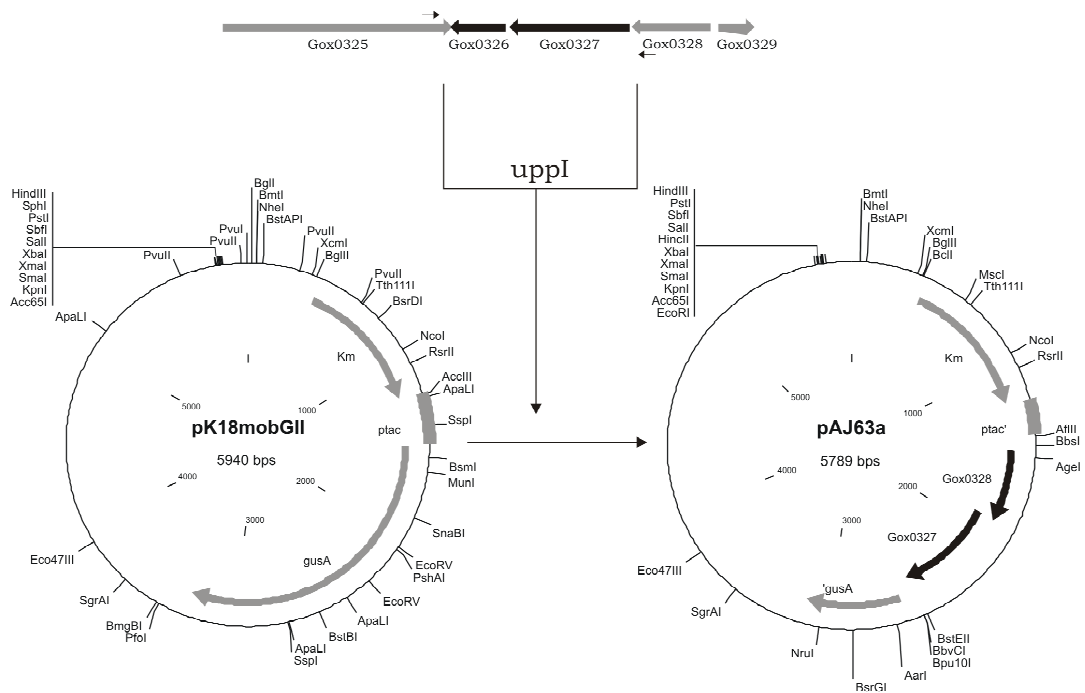 Gox0325
Gox0326
Gox0327
Gox0328
Gox0329
uppI
HindIII
SphI
PstI
SbfI
SalI
XbaI
XmaI
SmaI
KpnI
Acc65I
ApaLI
PvuII
PvuII
PvuI
BglI
BmtI
NheI
BstAPI
PvuII
XcmI
BglII
PvuII
Tth111I
BsrDI
NcoI
RsrII
AccIII
ApaLI
SspI
BsmI
MunI
SnaBI
EcoRV
PshAI
EcoRV
ApaLI
BstBI
ApaLI
SspI
PfoI
BmgBI
SgrAI
Eco47III
Km
ptac
gusA
I
1000
2000
3000
4000
5000
pK18mobGII
5940 bps
HindIII
PstI
SbfI
SalI
HincII
XbaI
XmaI
SmaI
KpnI
Acc65I
EcoRI
BmtI
NheI
BstAPI
XcmI
BglII
BclI
MscI
Tth111I
NcoI
RsrII
AflII
BbsI
AgeI
BstEII
BbvCI
Bpu10I
AarI
BsrGI
NruI
SgrAI
Eco47III
Km
ptac'
Gox0328
Gox0327
'gusA
I
1000
2000
3000
4000
5000
pAJ63a
5789 bps